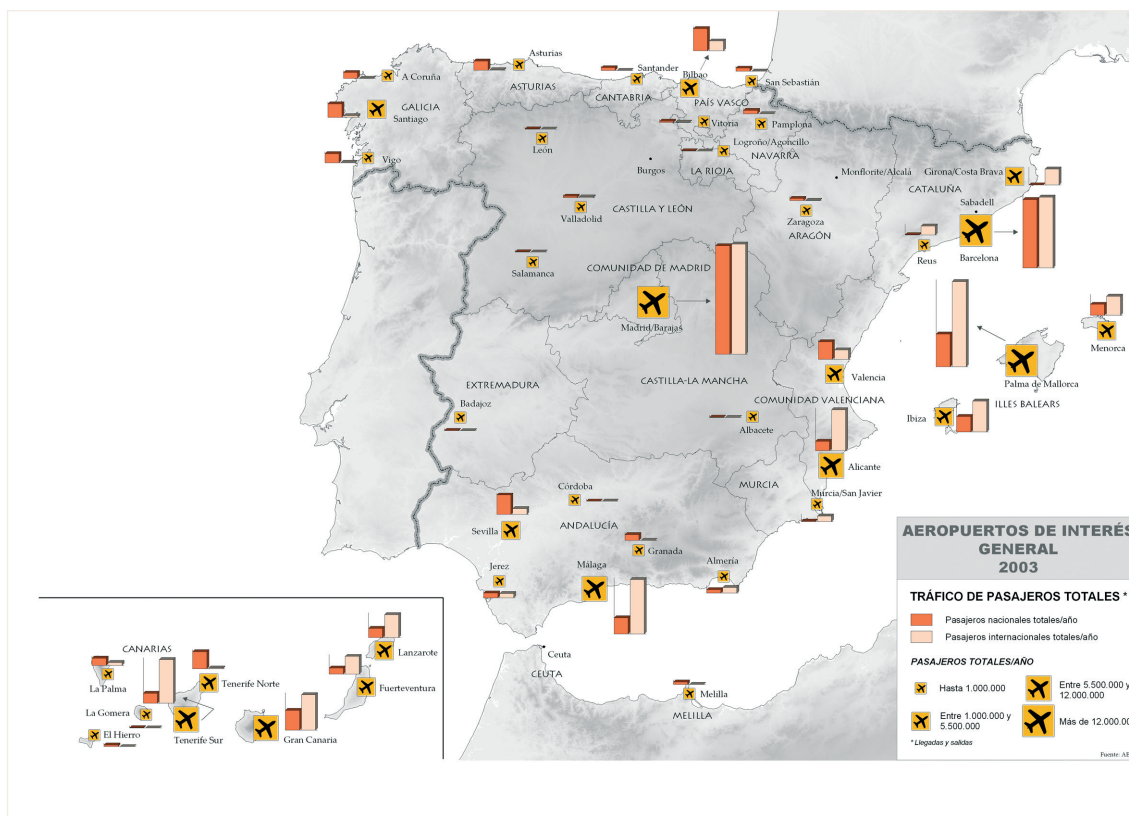 Asturias
A Coruña
Santander
Bilbao
San Sebastián
ASTURIAS
CANTABRIA
PAÍS VASCO
GALICIA
Santiago
Vitoria
Pamplona
León
Logroño/Agoncillo
NAVARRA
Vigo
Burgos
LA RIOJA
Monflorite/Alcalá
Girona/Costa Brava
CATALUÑA
Sabadell
Valladolid
CASTILLA Y LEÓN
Zaragoza
ARAGÓN
Reus
Barcelona
Salamanca
COMUNIDAD DE MADRID
Madrid/Barajas
Menorca
Valencia
Palma de Mallorca
EXTREMADURA
CASTILLA-LA MANCHA
COMUNIDAD VALENCIANA
ILLES BALEARS
Badajoz
Albacete
Ibiza
Alicante
MURCIA
Murcia/San Javier
Córdoba
ANDALUCÍA
Sevilla
Granada
Jerez
Málaga
Almería
CANARIAS
Lanzarote
La Palma
Tenerife Norte
Fuerteventura
La Gomera
El Hierro
Tenerife Sur
Gran Canaria
Ceuta
CEUTA
Melilla
MELILLA
AEROPUERTOS DE INTERÉS
GENERAL
2003
TRÁFICO DE PASAJEROS TOTALES *
Pasajeros nacionales totales/año
Pasajeros internacionales totales/año
PASAJEROS TOTALES/AÑO
Hasta 1.000.000
Entre 5.500.000 y
12.000.000
Entre 1.000.000 y
5.500.000
Más de 12.000.00
* Llegadas y salidas
Fuente: